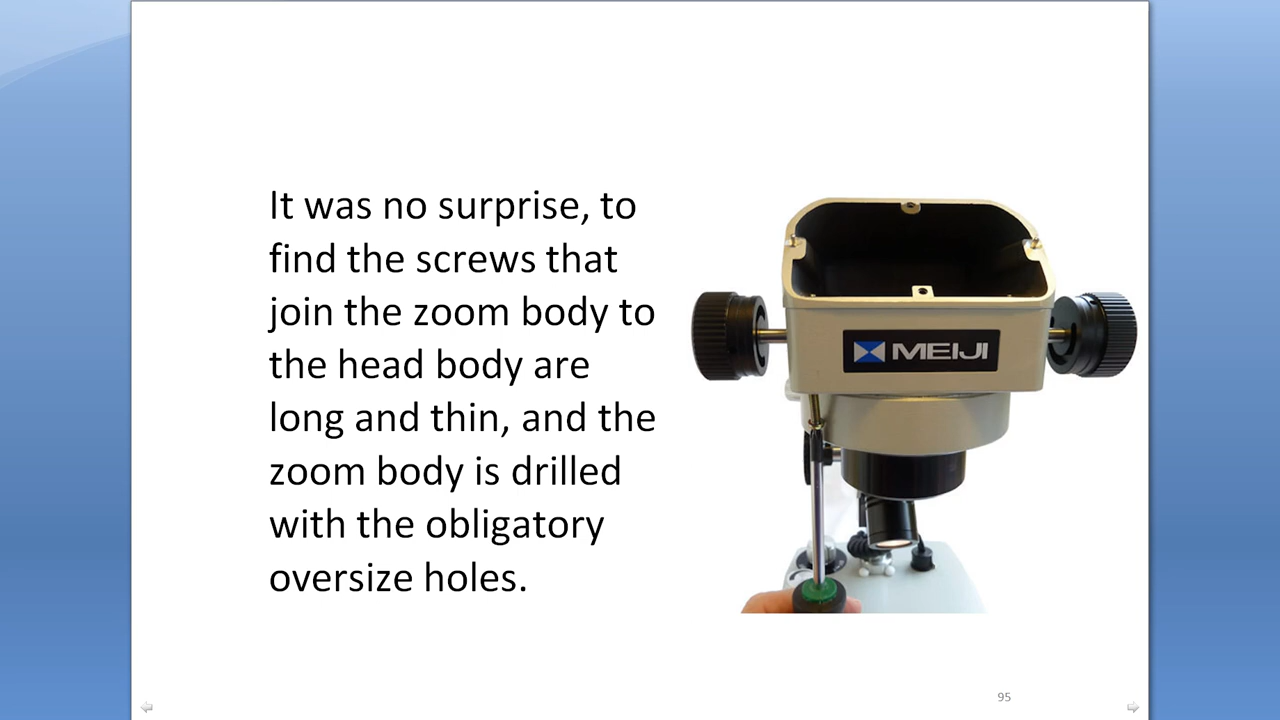 It was no surprise, to
find the screws that
join the zoom body to
the head body are
long and thin, and the
zoom body is drilled
with the obligatory
oversize holes.
MEIJI
95